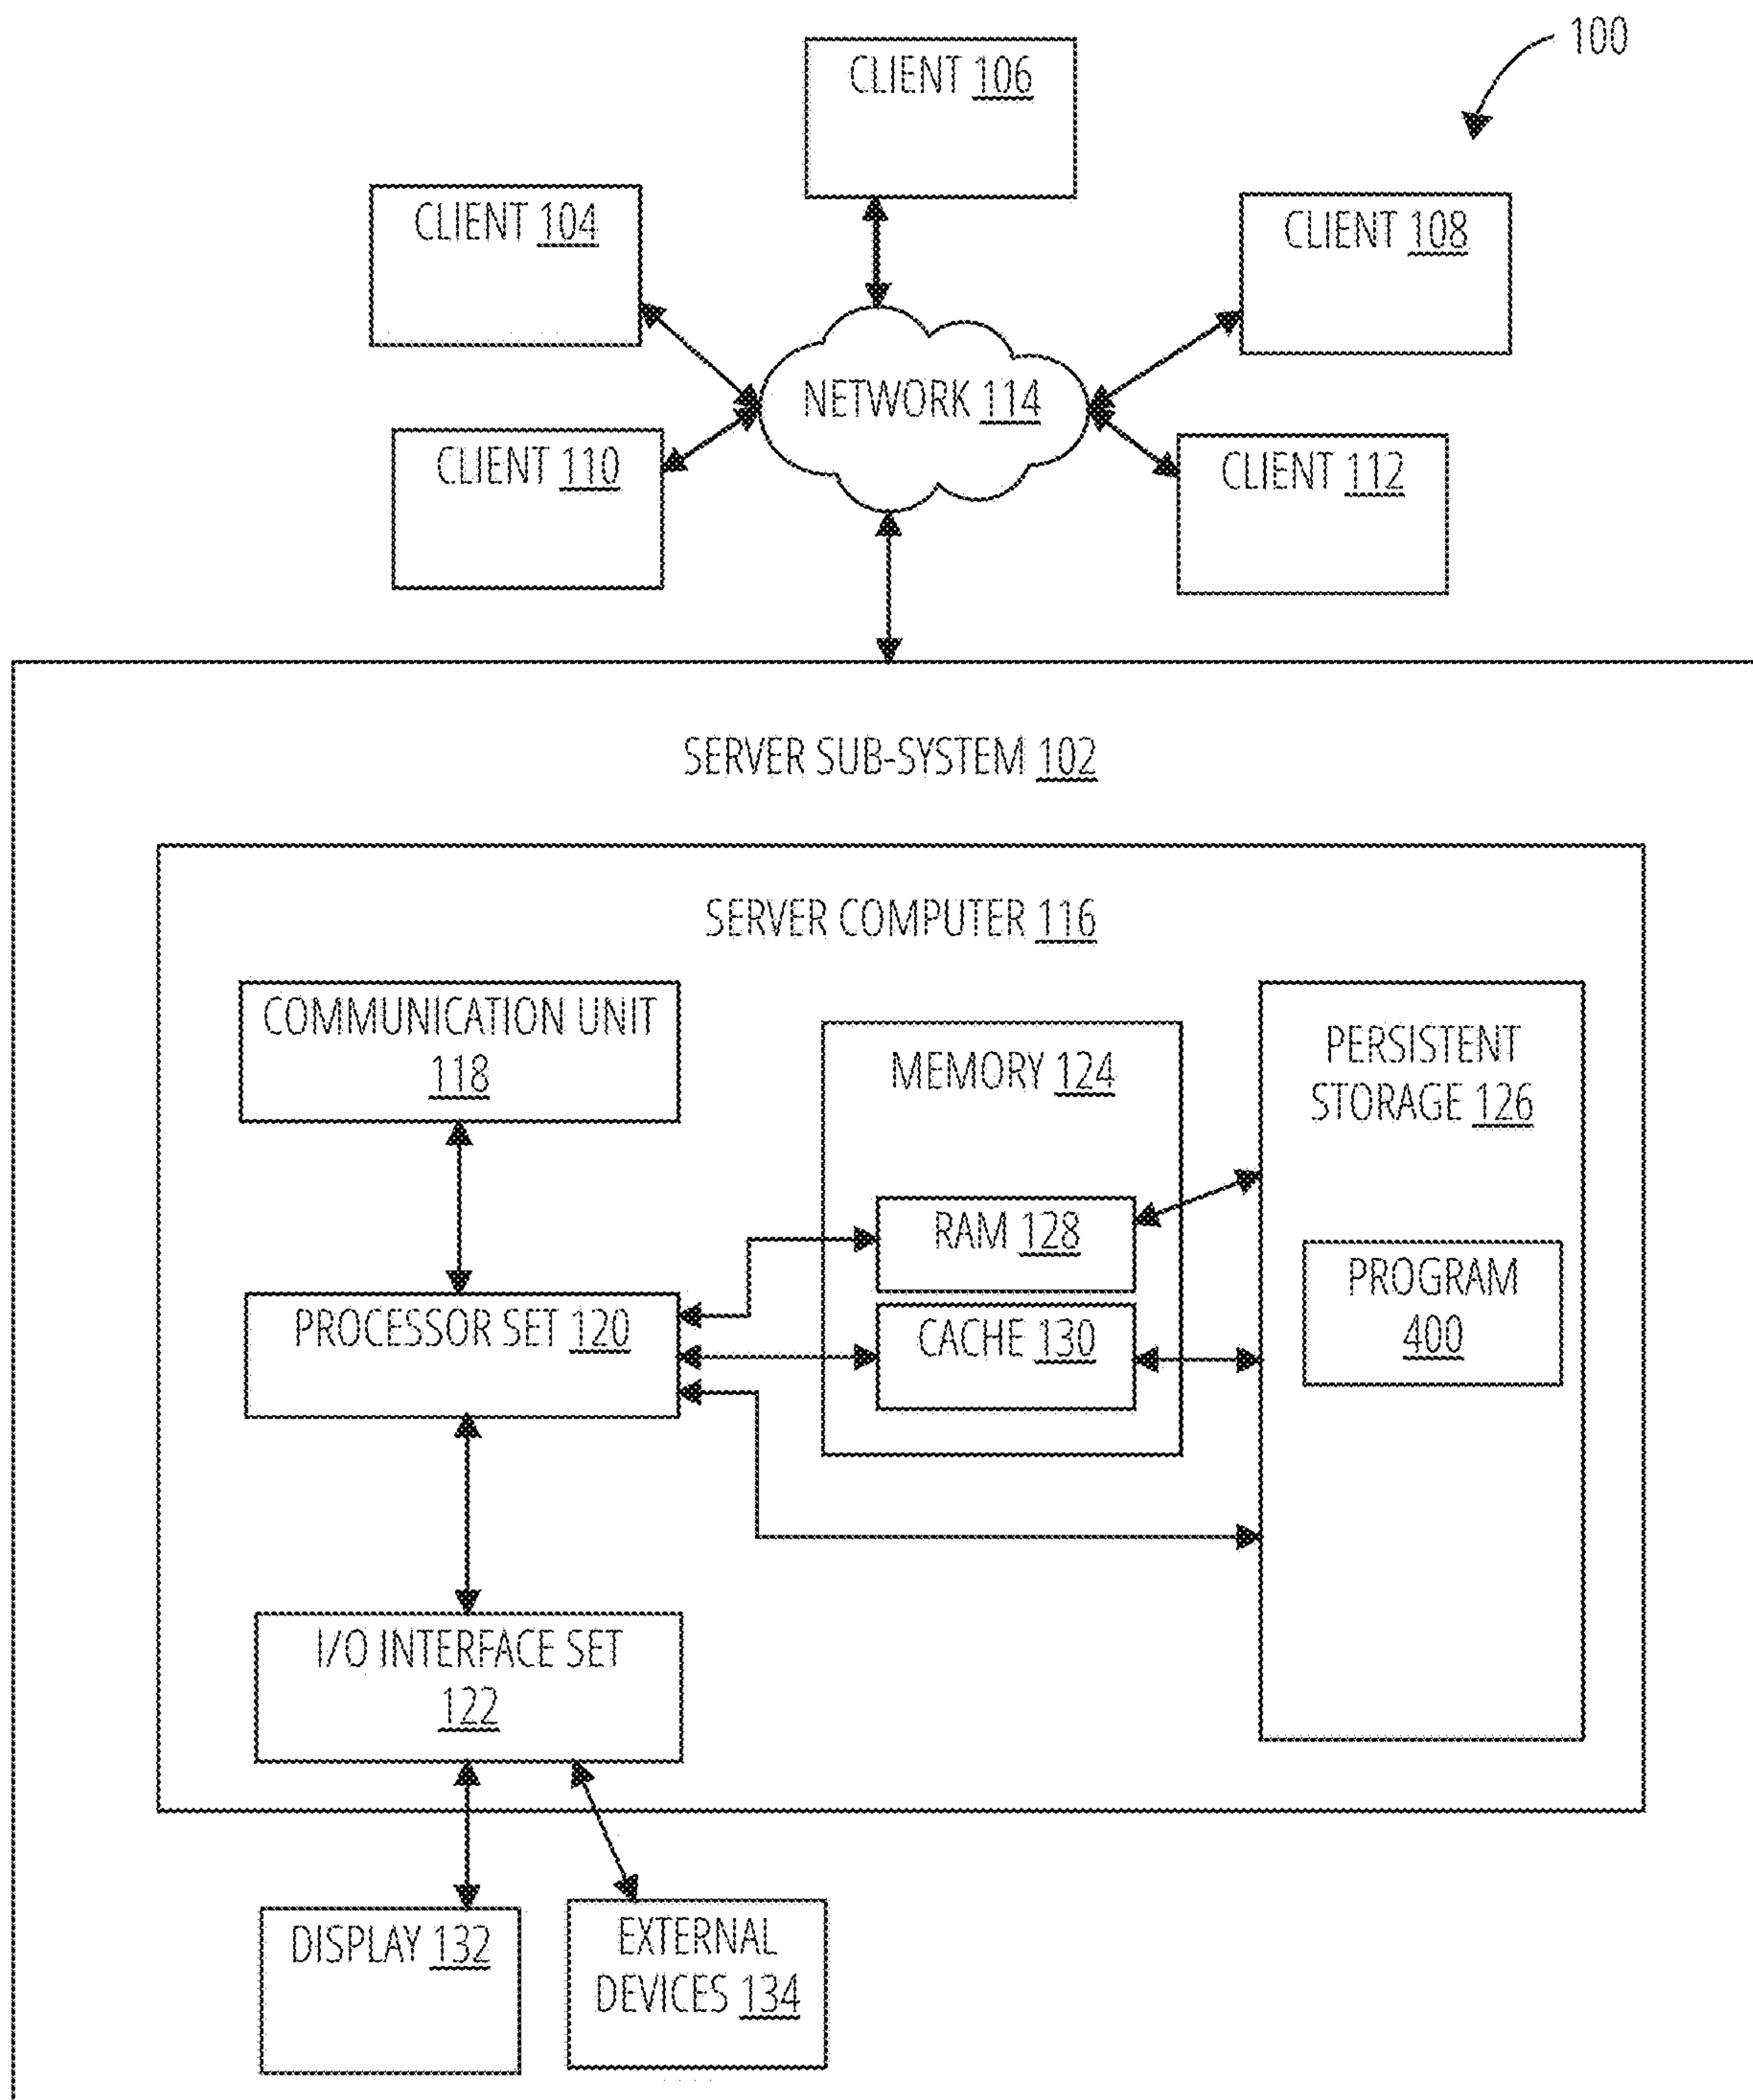 100
CLIENT 106
CLIENT 104
CLIENT 108
NETWORK 114
CLIENT 110
CLIENT 112
SERVER SUB-SYSTEM 102
SERVER COMPUTER 116
COMMUNICATION UNIT
118
MEMORY 124
PERSISTENT
STORAGE 126
RAM 128
PROGRAM
400
PROCESSOR SET 120
CACHE 130
I/O INTERFACE SET
122
DISPLAY 132
EXTERNAL
DEVICES 134